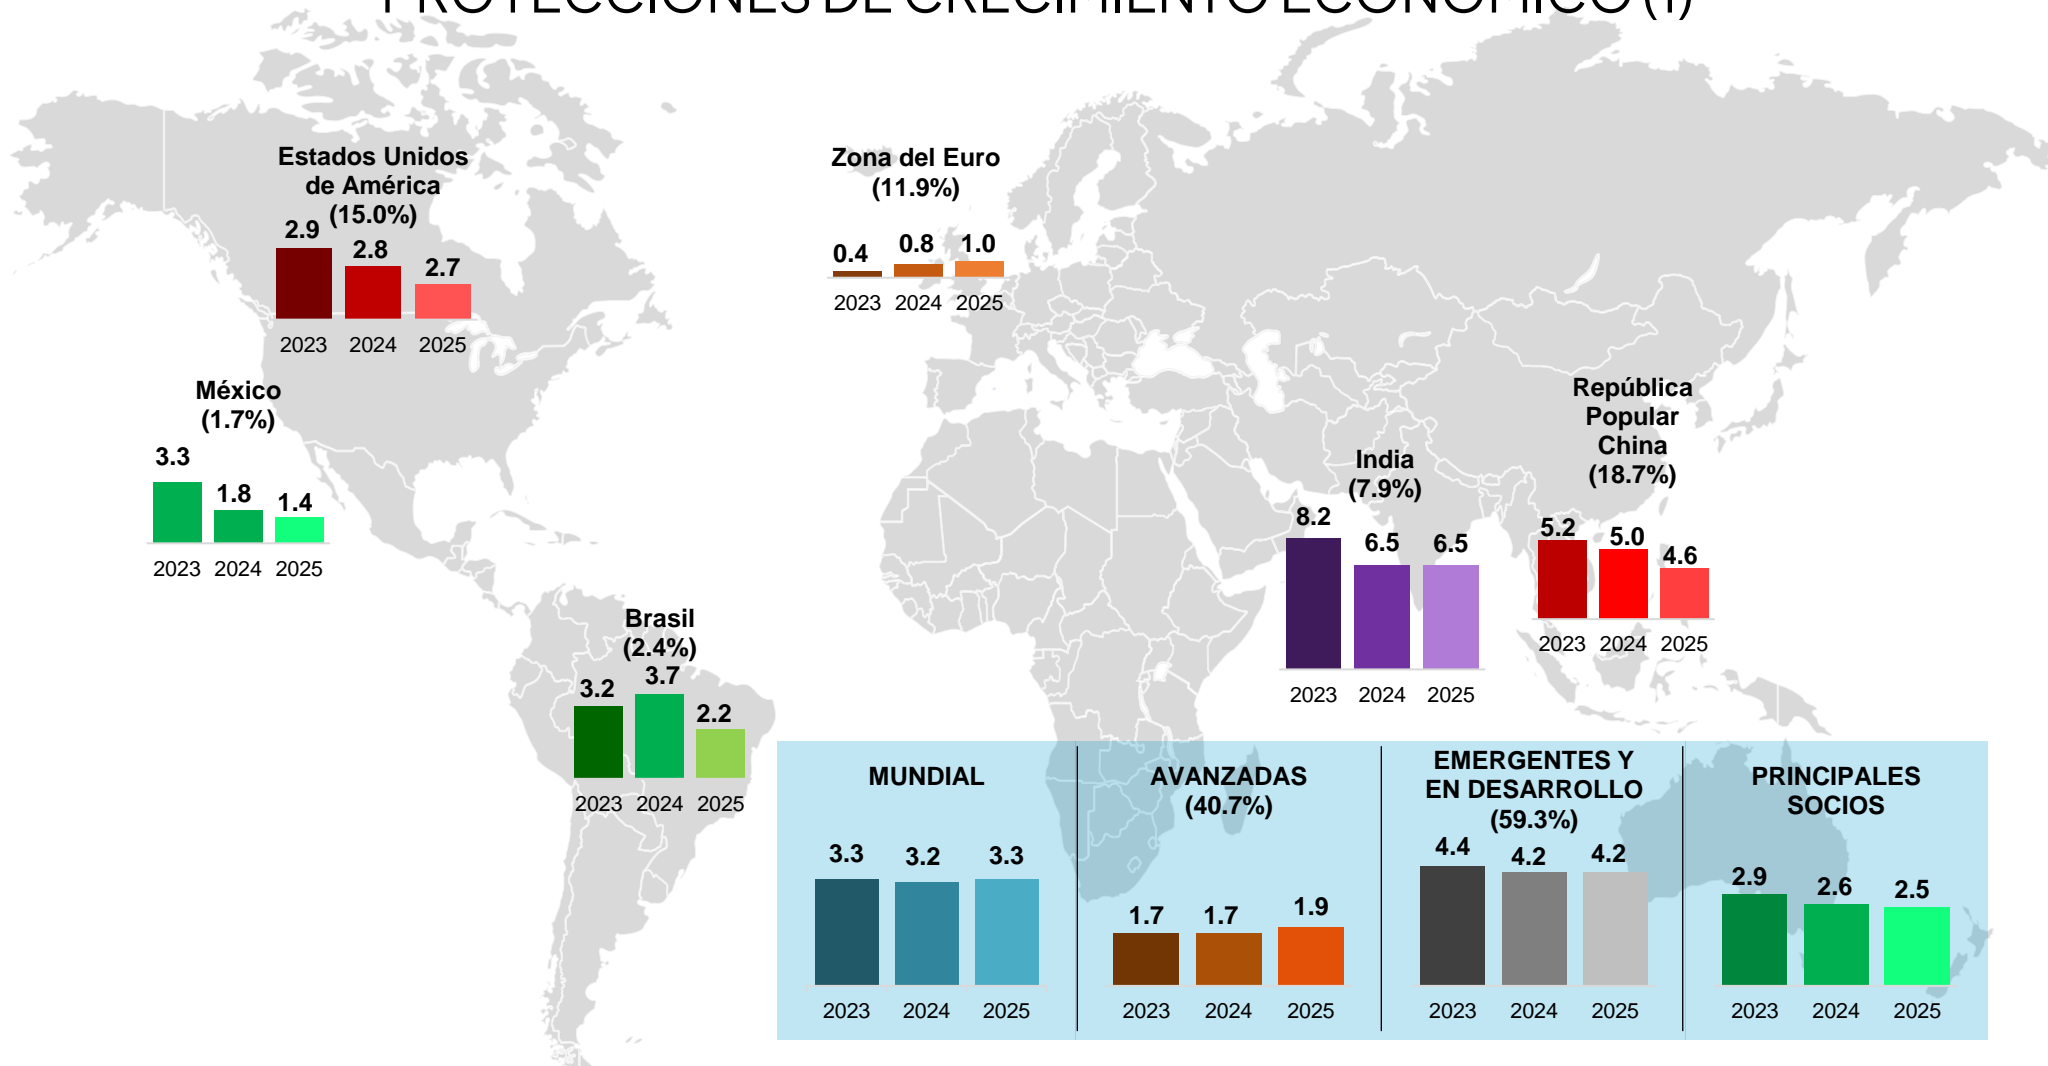 PROYECCIONES DE CRECIMIENTO ECONÓMICO (1)
Estados Unidos
de América
(15.0%)
2.9
2.8
2.7
2023 2024 2025
Zona del Euro
(11.9%)
0.4 0.8 1.0
2023 2024 2025
México
(1.7%)
3.3
1.8 1.4
2023 2024 2025
República
Popular
China
(18.7%)
5.2 5.0
4.6
2023 2024 2025
India
(7.9%)
8.2
6.5 6.5
2023 2024 2025
Brasil
(2.4%)
3.2 3.7
2.2
2023 2024 2025
MUNDIAL
3.3 3.2 3.3
2023 2024 2025
AVANZADAS
(40.7%)
1.7 1.7 1.9
2023 2024 2025
EMERGENTES Y
EN DESARROLLO
(59.3%)
4.4 4.2 4.2
2023 2024 2025
PRINCIPALES
SOCIOS
2.9 2.6 2.5
2023 2024 2025